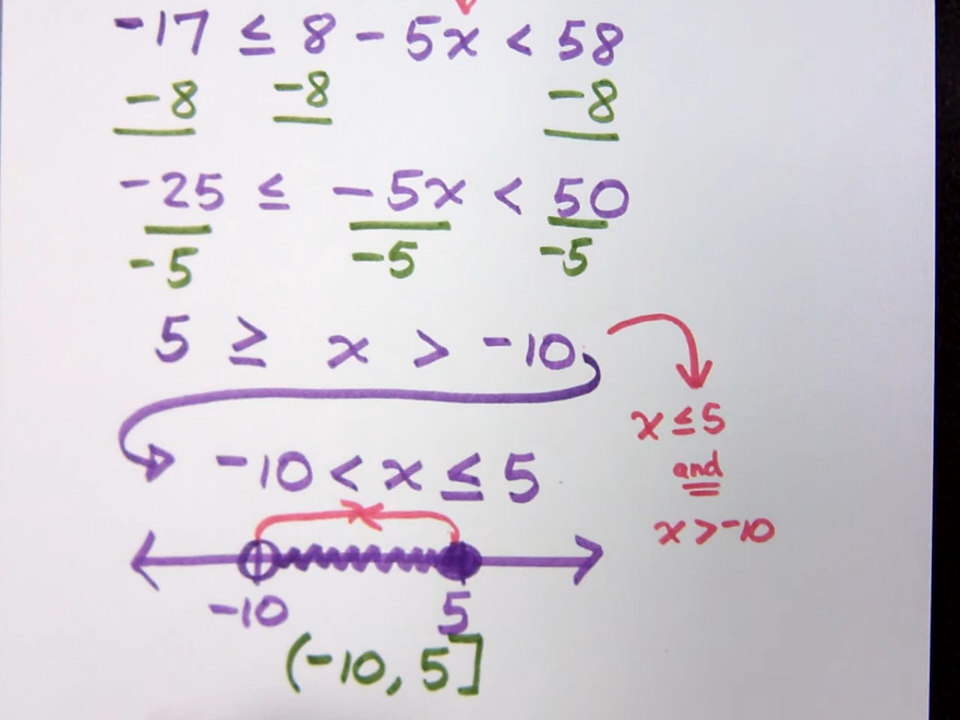 -17 ≤ 8 - 5x < 58
-8 -8 -8
-25 ≤ -5x < 50
-5 -5 -5
5 ≥ x > -10
x ≤ 5
and
x > -10
-10 < x ≤ 5
x
-10 5
(-10, 5]